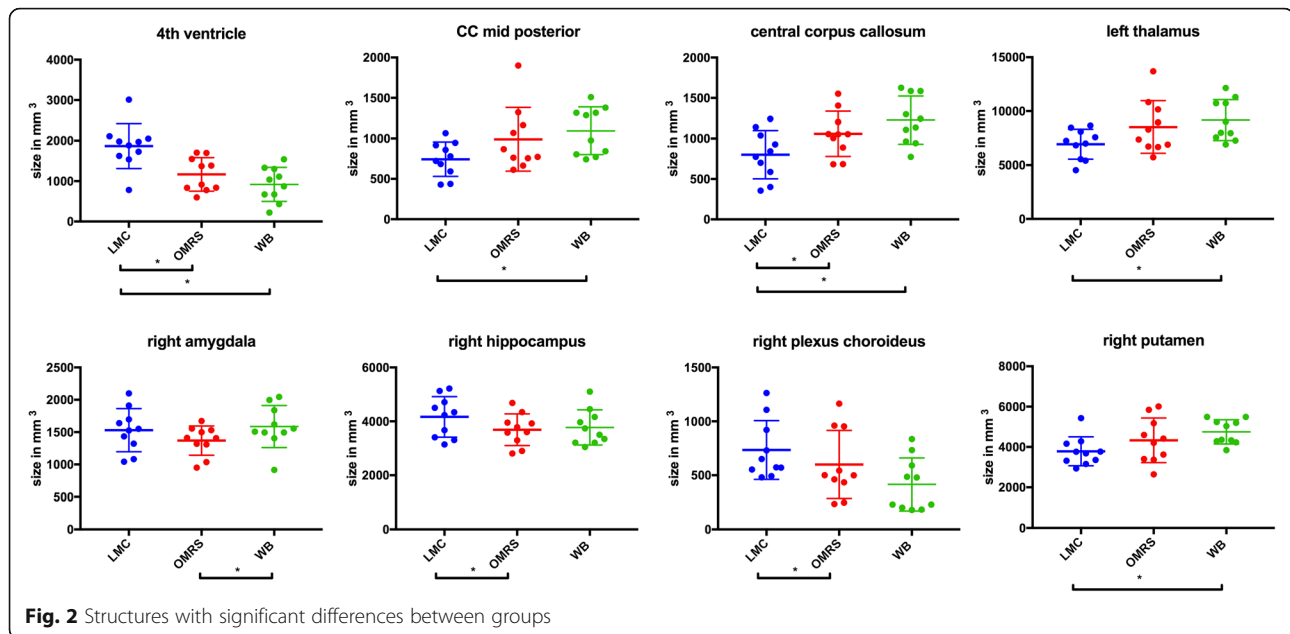 4th ventricle
size in mm 3
4000
3000
2000
1000
0
LMC
OMRS
WB
*
*
CC mid posterior
size in mm 3
2000
1500
1000
500
0
LMC
OMRS
WB
*
central corpus callosum
size in mm 3
2000
1500
1000
500
0
LMC
OMRS
WB
*
*
left thalamus
size in mm 3
15000
10000
5000
0
LMC
OMRS
WB
*
right amygdala
size in mm 3
2500
2000
1500
1000
500
0
LMC
OMRS
WB
*
right hippocampus
size in mm 3
6000
4000
2000
0
LMC
OMRS
WB
*
right plexus choroideus
size in mm 3
1500
1000
500
0
LMC
OMRS
WB
*
right putamen
size in mm 3
8000
6000
4000
2000
0
LMC
OMRS
WB
*
Fig. 2 Structures with significant differences between groups